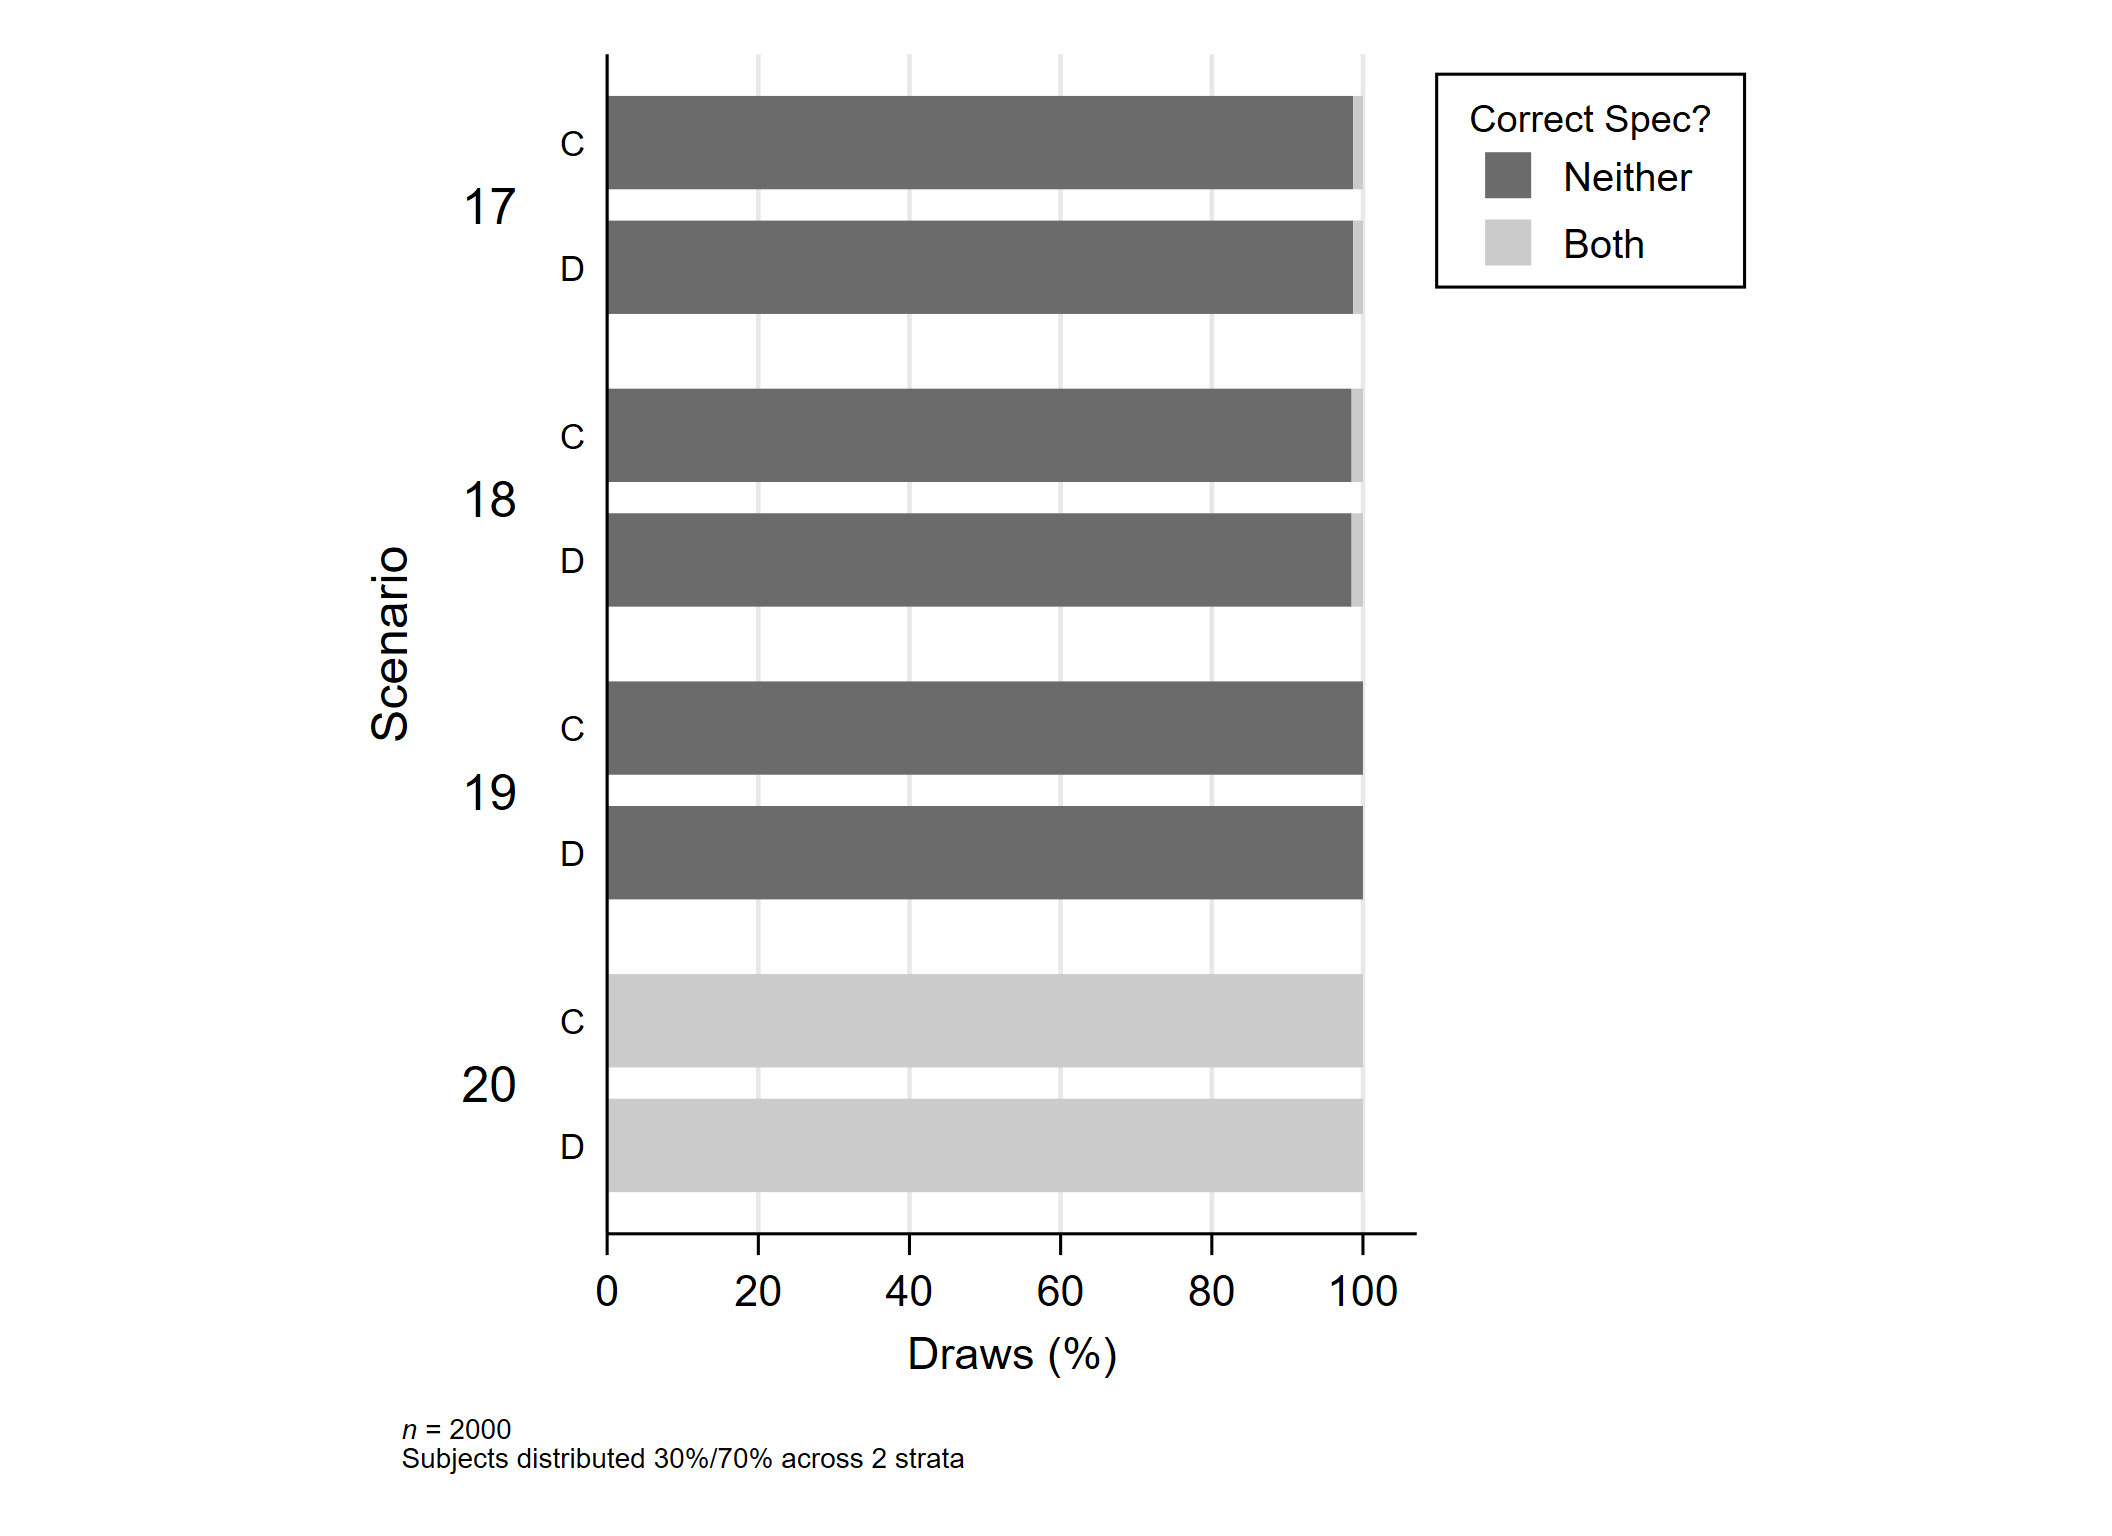 Correct Spec?
Neither
Both
Scenario
17
C
D
18
C
D
19
C
D
20
C
D
0 20 40 60 80 100
Draws (%)
n = 2000
Subjects distributed 30%/70% across 2 strata